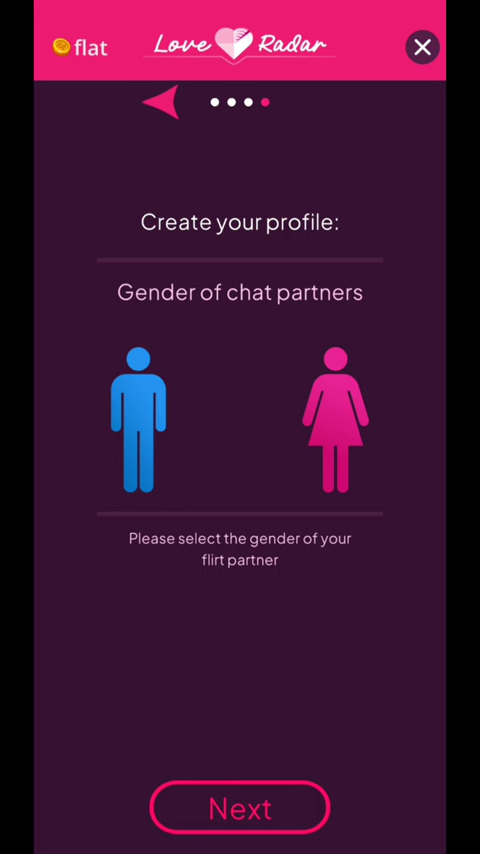 flat
Love Radar
Create your profile:
Gender of chat partners
Please select the gender of your
flirt partner
Next